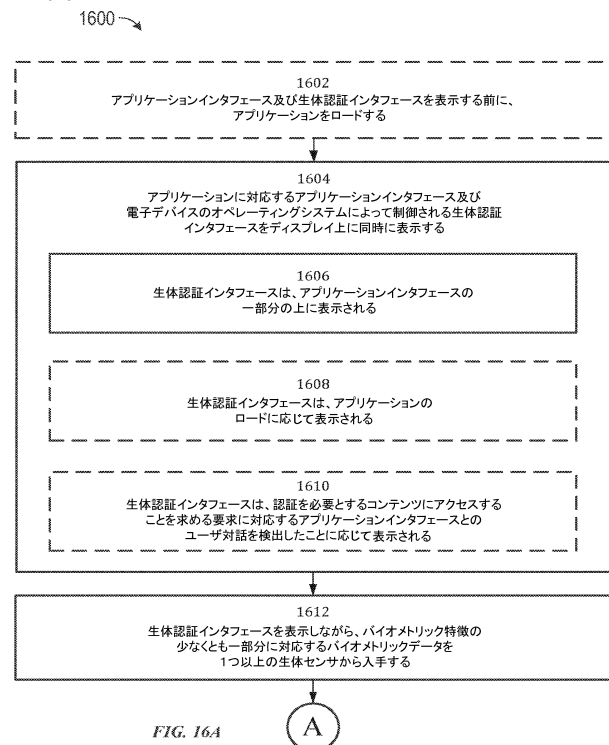 1600
1602
アプリケーションインタフェース及び生体認証インタフェースを表示する前に、
アプリケーションをロードする
1604
アプリケーションに対応するアプリケーションインタフェース及び
電子デバイスのオペレーティングシステムによって制御される生体認証
インタフェースをディスプレイ上に同時に表示する
1606
生体認証インタフェースは、アプリケーションインタフェースの
一部分の上に表示される
1608
生体認証インタフェースは、アプリケーションの
ロードに応じて表示される
1610
生体認証インタフェースは、認証を必要とするコンテンツにアクセスする
ことを求める要求に対応するアプリケーションインタフェースとの
ユーザ対話を検出したことに応じて表示される
1612
生体認証インタフェースを表示しながら、バイオメトリック特徴の
少なくとも一部分に対応するバイオメトリックデータを
1つ以上の生体センサから入手する
A
FIG. 16A